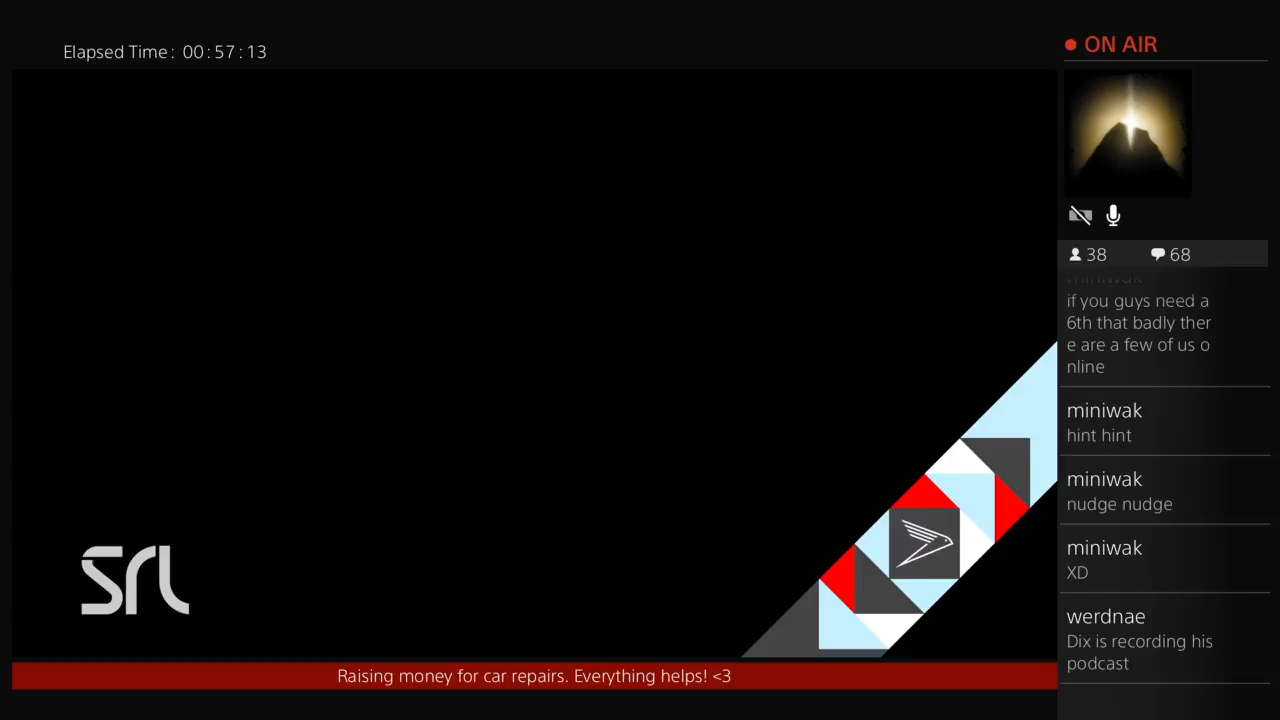 Elapsed Time: 00:57:13
ON AIR
38 68
miniwak
if you guys need a
6th that badly ther
e are a few of us o
nline
miniwak
hint hint
miniwak
nudge nudge
miniwak
XD
werdnae
Dix is recording his
podcast
srl
Raising money for car repairs. Everything helps! <3